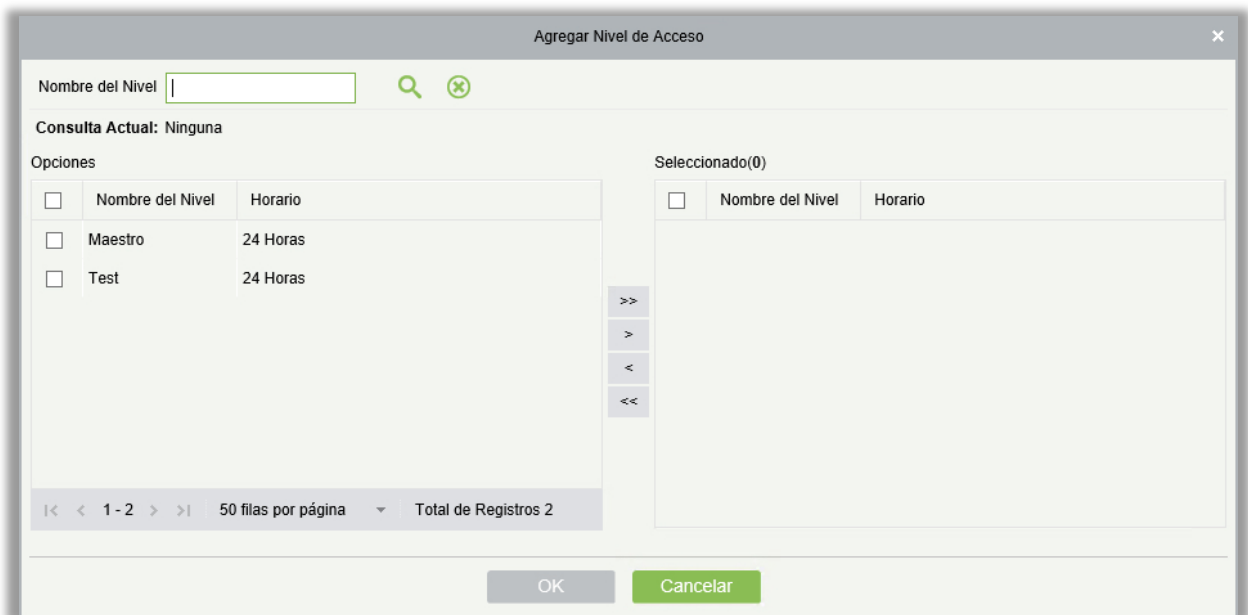 Agregar Nivel de Acceso ×
Nombre del Nivel
Consulta Actual: Ninguna
Opciones
Nombre del Nivel Horario
Maestro 24 Horas
Test 24 Horas
1 - 2
50 filas por página
Total de Registros 2
>>
>
<
<<
Seleccionado(0)
Nombre del Nivel Horario
OK Cancelar